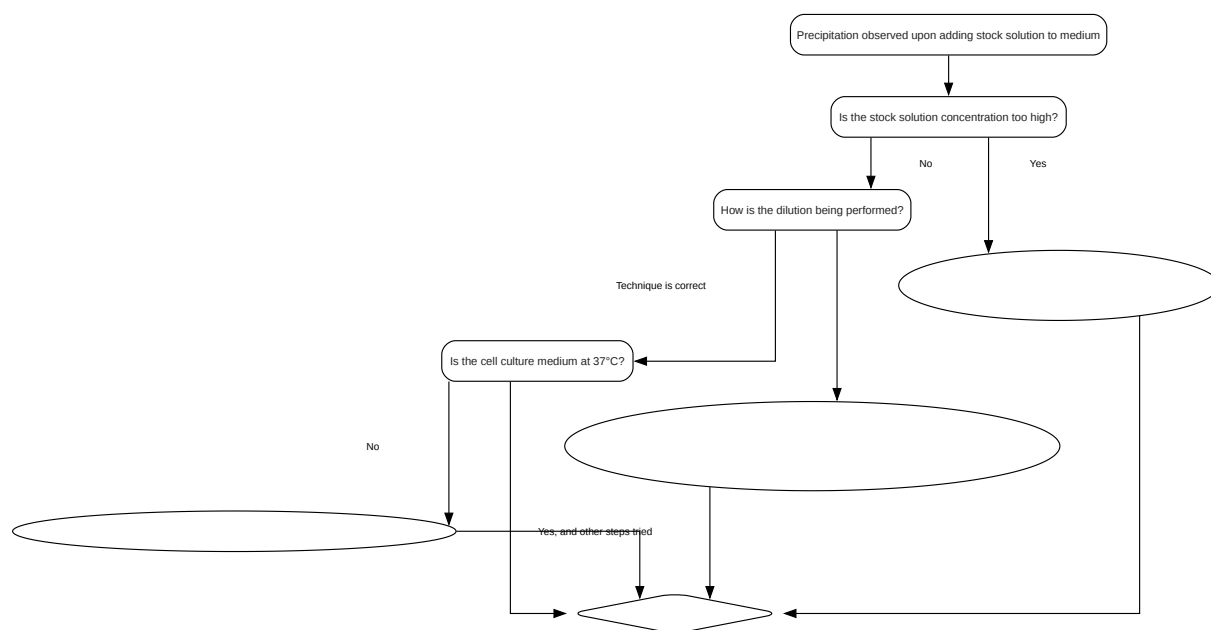 Precipitation observed upon adding stock solution to medium
Is the stock solution concentration too high?
No
Yes
How is the dilution being performed?
Technique is correct
Is the cell culture medium at 37°C?
No
Yes, and other steps tried